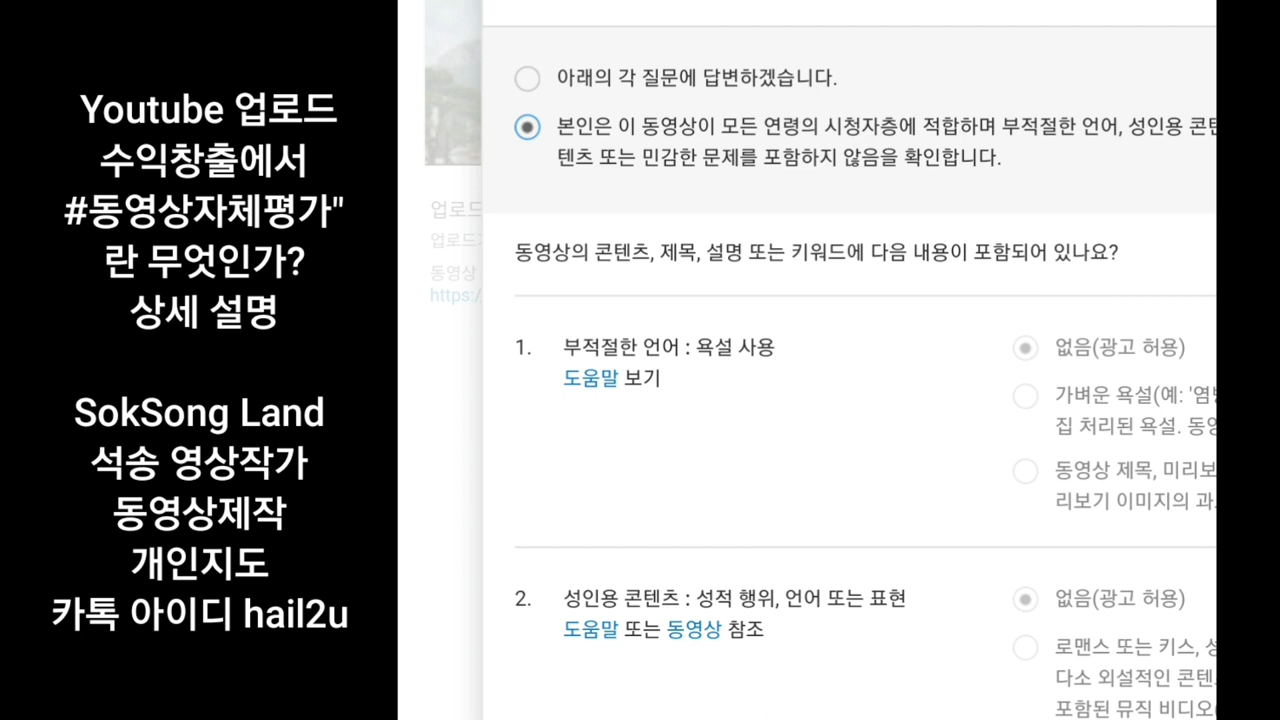 Youtube 업로드
수익창출에서
#동영상자체평가"
란 무엇인가?
상세 설명
SokSong Land
석송 영상작가
동영상제작
개인지도
카톡 아이디 hail2u
업로드
업로드
동영상
https:/
아래의 각 질문에 답변하겠습니다.
본인은 이 동영상이 모든 연령의 시청자층에 적합하며 부적절한 언어, 성인용 콘텐
텐츠 또는 민감한 문제를 포함하지 않음을 확인합니다.
동영상의 콘텐츠, 제목, 설명 또는 키워드에 다음 내용이 포함되어 있나요?
1. 부적절한 언어 : 욕설 사용
도움말 보기
없음(광고 허용)
가벼운 욕설(예: '염
집 처리된 욕설. 동영
동영상 제목, 미리보
리보기 이미지의 과
2. 성인용 콘텐츠 : 성적 행위, 언어 또는 표현
도움말 또는 동영상 참조
없음(광고 허용)
로맨스 또는 키스, 성
다소 외설적인 콘텐
포함된 뮤직 비디오